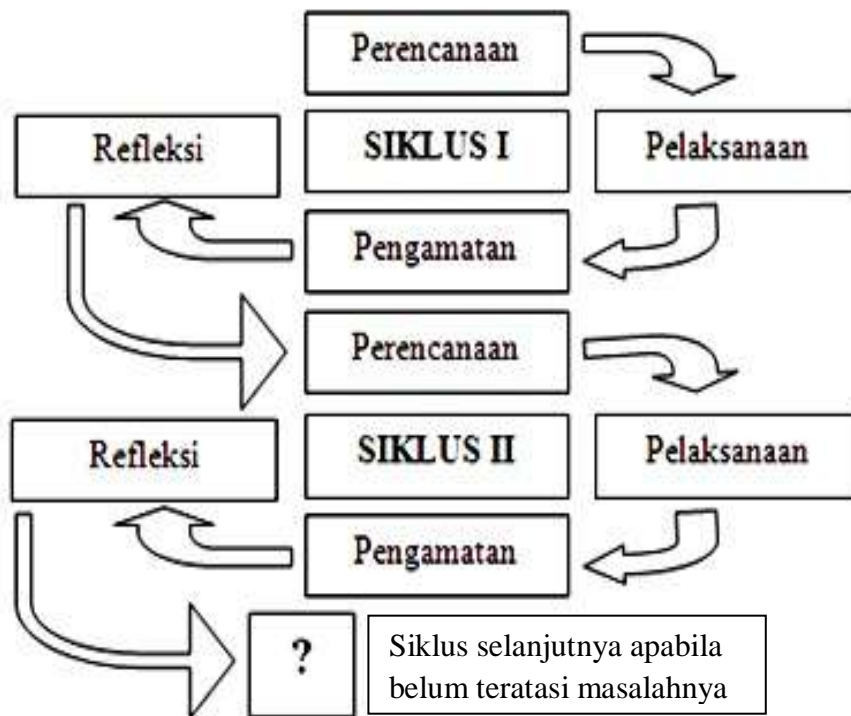 Perencanaan
Refleksi
SIKLUS I
Pelaksanaan
Pengamatan
Perencanaan
Refleksi
SIKLUS II
Pelaksanaan
Pengamatan
?
Siklus selanjutnya apabila
belum teratasi masalahnya